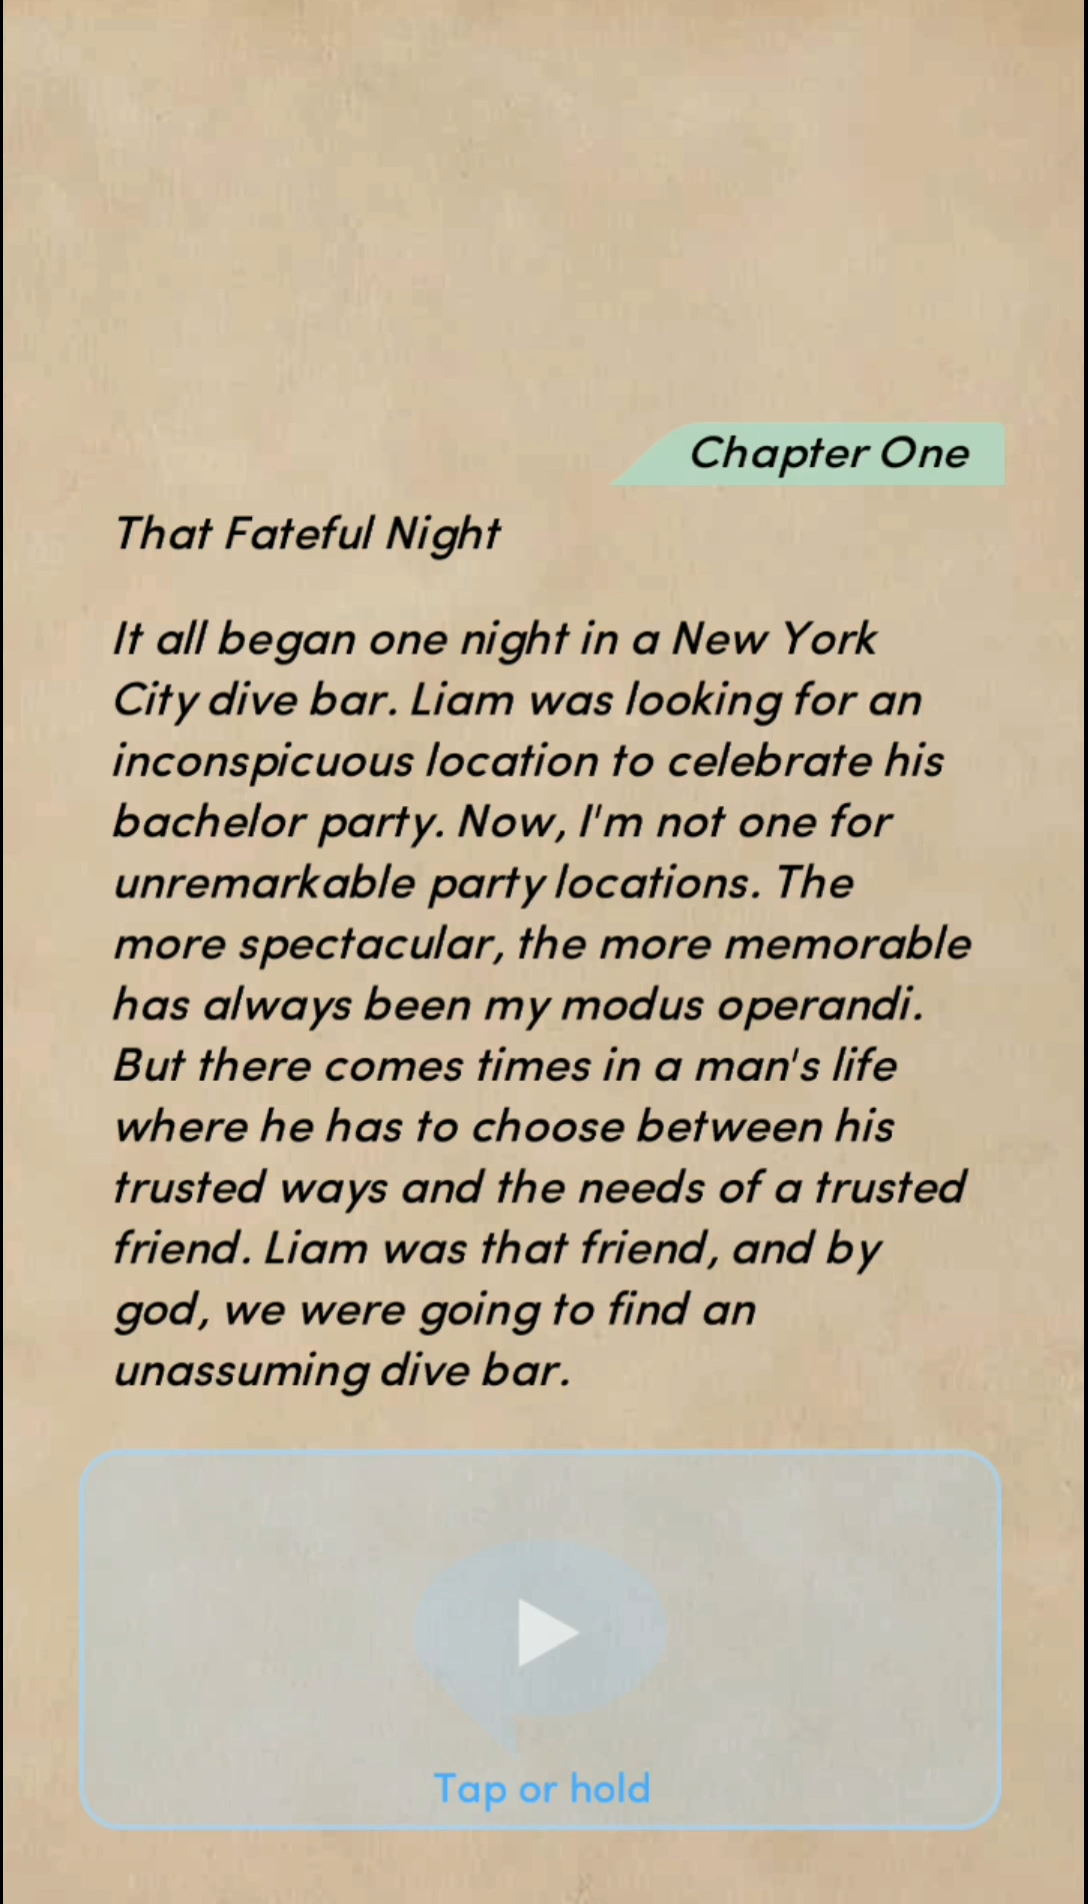 Chapter One
That Fateful Night
It all began one night in a New York
City dive bar. Liam was looking for an
inconspicuous location to celebrate his
bachelor party. Now, I'm not one for
unremarkable party locations. The
more spectacular, the more memorable
has always been my modus operandi.
But there comes times in a man's life
where he has to choose between his
trusted ways and the needs of a trusted
friend. Liam was that friend, and by
god, we were going to find an
unassuming dive bar.
Tap or hold